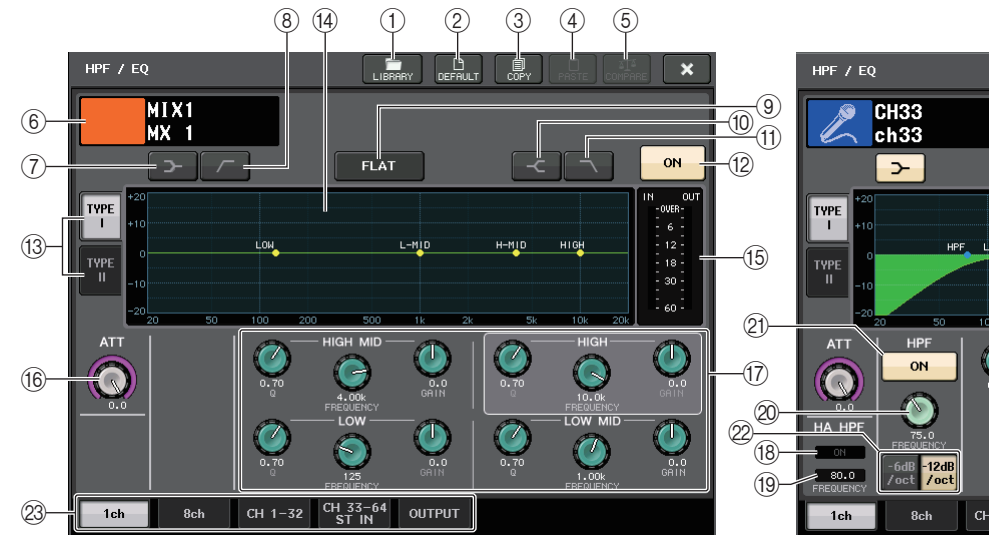 ⑧ ⑭ ① ② ③ ④ ⑤
HPF / EQ
LIBRARY
DEFAULT
COPY
PASTE
COMPARE
HPF / EQ
⑥
MIX1
MX 1
⑨
⑩
⑪
CH33
ch33
⑦
FLAT
ON
⑫
TYPE
I
TYPE
II
⑬
+20
+10
0
-10
-20
LOW
L-MID
H-MID
HIGH
20 50 100 200 500 1k 2k 5k 10k 20k
IN OUT
-OVER-
6
12
18
30
60
⑮
TYPE
I
TYPE
II
+20
+10
0
-10
-20
HPF
L
20 50 10
㉑
ATT
0.0
⑯
HIGH MID
0.70
Q
4.00k
FREQUENCY
0.0
GAIN
HIGH
0.70
Q
10.0k
FREQUENCY
0.0
GAIN
⑰
LOW
0.70
Q
125
FREQUENCY
0.0
GAIN
LOW MID
0.70
Q
1.00k
FREQUENCY
0.0
GAIN
ATT
0.0
HPF
ON
⑳
75.0
FREQUENCY
㉒
HA HPF
⑱
ON
⑲
80.0
FREQUENCY
-6dB
/oct
-12dB
/oct
㉓
1ch
8ch
CH 1-32
CH 33-64
ST IN
OUTPUT
1ch
8ch
CH